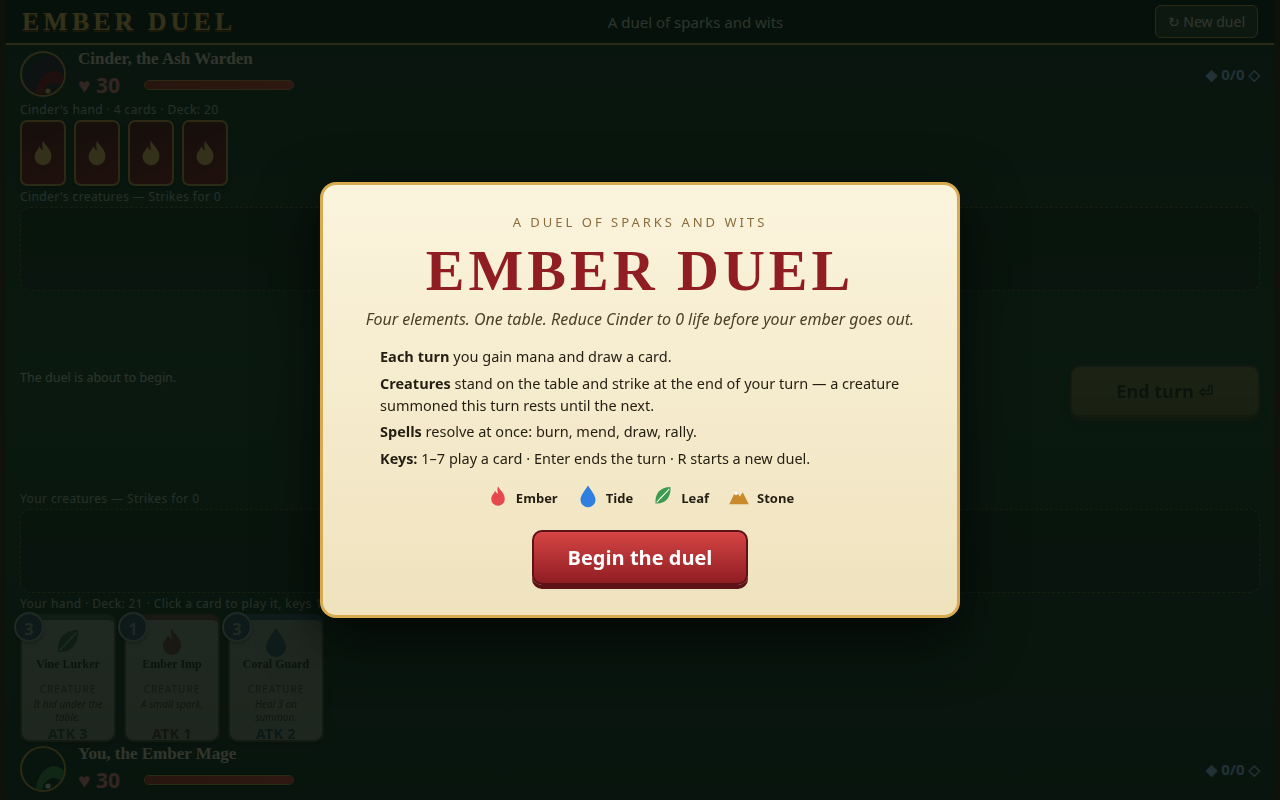 EMBER DUEL
A duel of sparks and wits
↻ New duel
Cinder, the Ash Warden
♥ 30
◆ 0/0 ◇
Cinder's hand · 4 cards · Deck: 20
Cinder's creatures — Strikes for 0
A DUEL OF SPARKS AND WITS
EMBER DUEL
Four elements. One table. Reduce Cinder to 0 life before your ember goes out.
Each turn you gain mana and draw a card.
Creatures stand on the table and strike at the end of your turn — a creature
summoned this turn rests until the next.
Spells resolve at once: burn, mend, draw, rally.
Keys: 1–7 play a card · Enter ends the turn · R starts a new duel.
Ember Tide Leaf Stone
Begin the duel
The duel is about to begin.
End turn ⏎
Your creatures — Strikes for 0
Your hand · Deck: 21 · Click a card to play it, keys
3
Vine Lurker
CREATURE
It hid under the
table.
ATK 3
1
Ember Imp
CREATURE
A small spark.
ATK 1
3
Coral Guard
CREATURE
Heal 5 on
summon.
ATK 2
You, the Ember Mage
♥ 30
◆ 0/0 ◇